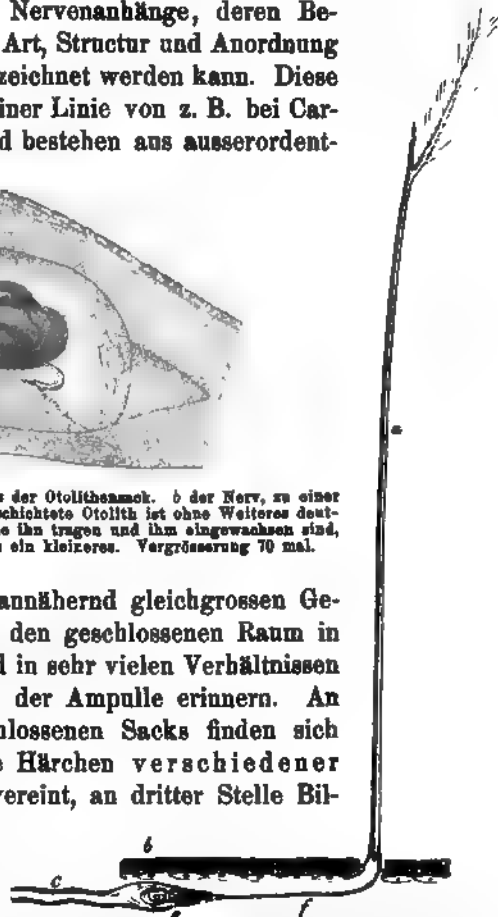 Nervenanhänge, deren Be-
Art, Structur und Anordnung
zeichnet werden kann. Diese
iner Linie von z. B. bei Car-
d bestehen aus ausserordent-
a
s der Otolithensack. b der Nerv, zu einer
schichtete Otolith ist ohne Weiteres deut-
e ihn tragen und ihm eingewachsen sind,
ein kleineres. Vergrösserung 70 mal.
annähernd gleichgrossen Ge-
den geschlossenen Raum in
d in sehr vielen Verhältnissen
der Ampulle erinnern. An
hlossenen Sacks finden sich
e Härchen verschiedener
vereint, an dritter Stelle Bil-
b
c
e
f